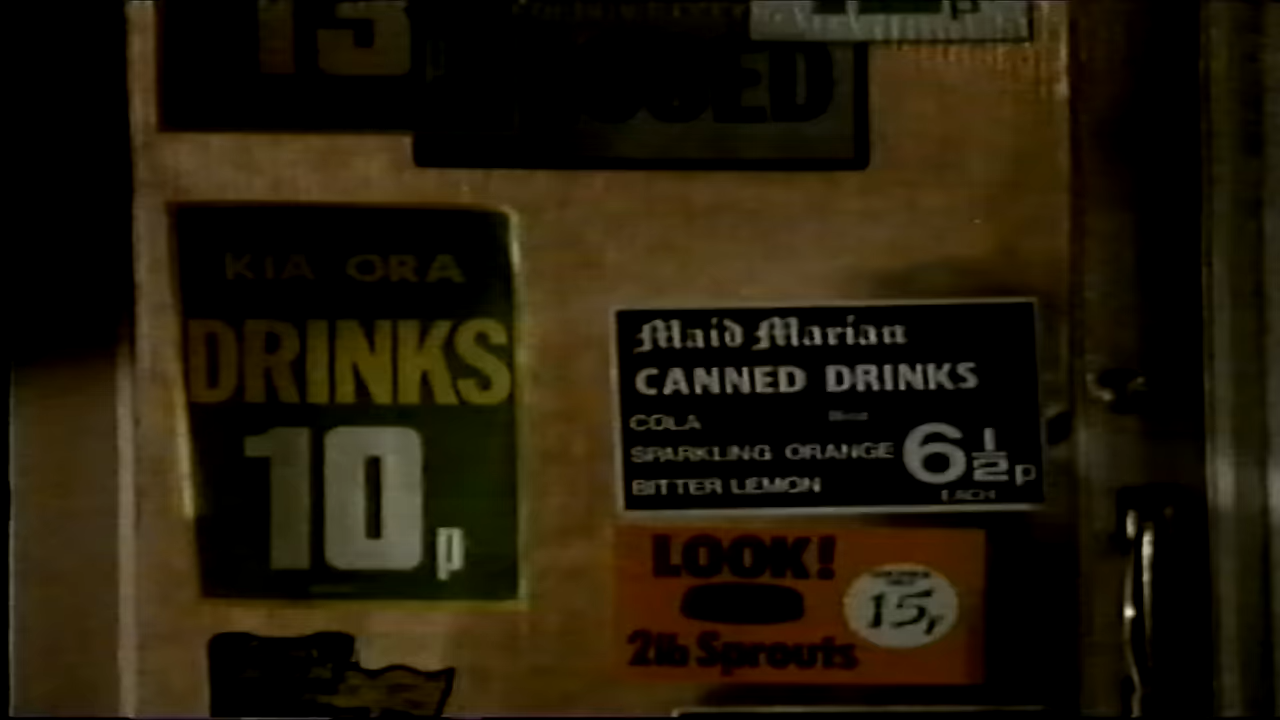 13
p
KIA ORA
DRINKS
10p
Maid Marian
CANNED DRINKS
COLA
SPARKLING ORANGE
BITTER LEMON
6½p
EACH
LOOK!
2lb Sprouts
15p